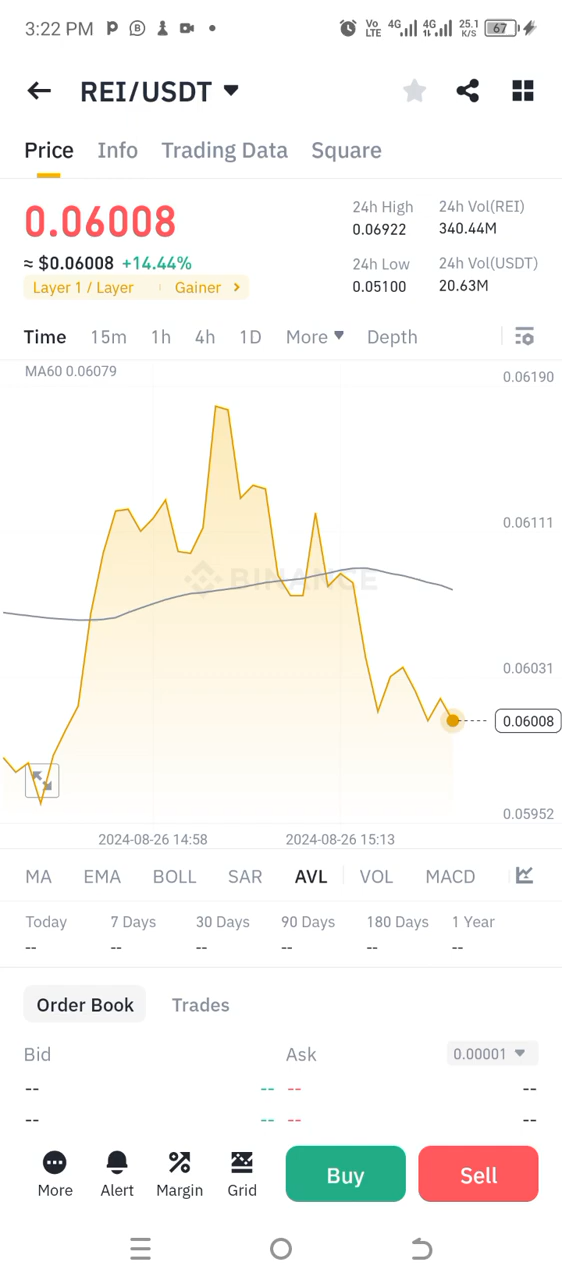 3:22 PM
Vo LTE 4G 4G 25.1 K/S 67
REI/USDT
Price Info Trading Data Square
0.06008
≈ $0.06008 +14.44%
Layer 1 / Layer Gainer
24h High 24h Vol(REI)
0.06922 340.44M
24h Low 24h Vol(USDT)
0.05100 20.63M
Time 15m 1h 4h 1D More Depth
MA60 0.06079
0.06190
0.06111
BINANCE
0.06031
0.06008
0.05952
2024-08-26 14:58 2024-08-26 15:13
MA EMA BOLL SAR AVL VOL MACD
Today 7 Days 30 Days 90 Days 180 Days 1 Year
-- -- -- -- -- --
Order Book Trades
Bid Ask 0.00001
-- -- -- --
-- -- -- --
More Alert Margin Grid Buy Sell